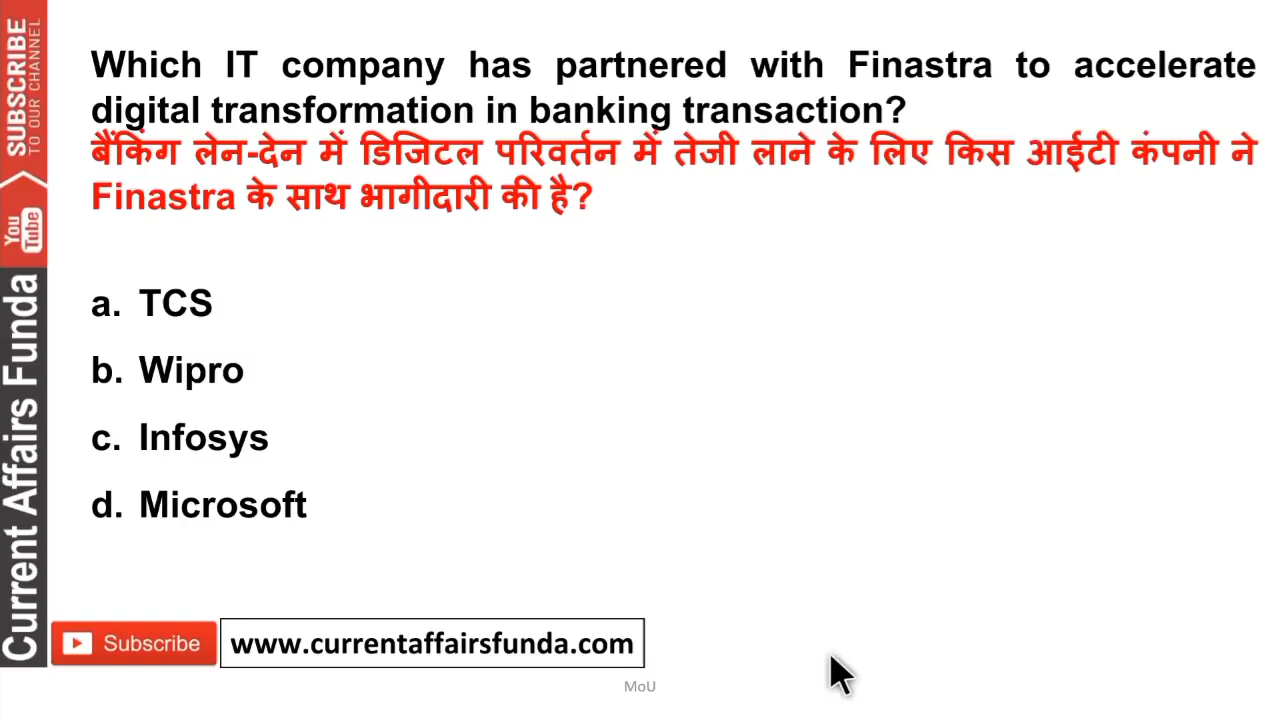 SUBSCRIBE
TO OUR CHANNEL
You
Tube
Current Affairs Funda
Which IT company has partnered with Finastra to accelerate
digital transformation in banking transaction?
बैंकिंग लेन-देन में डिजिटल परिवर्तन में तेजी लाने के लिए किस आईटी कंपनी ने
Finastra के साथ भागीदारी की है?
a. TCS
b. Wipro
c. Infosys
d. Microsoft
Subscribe
www.currentaffairsfunda.com
MoU